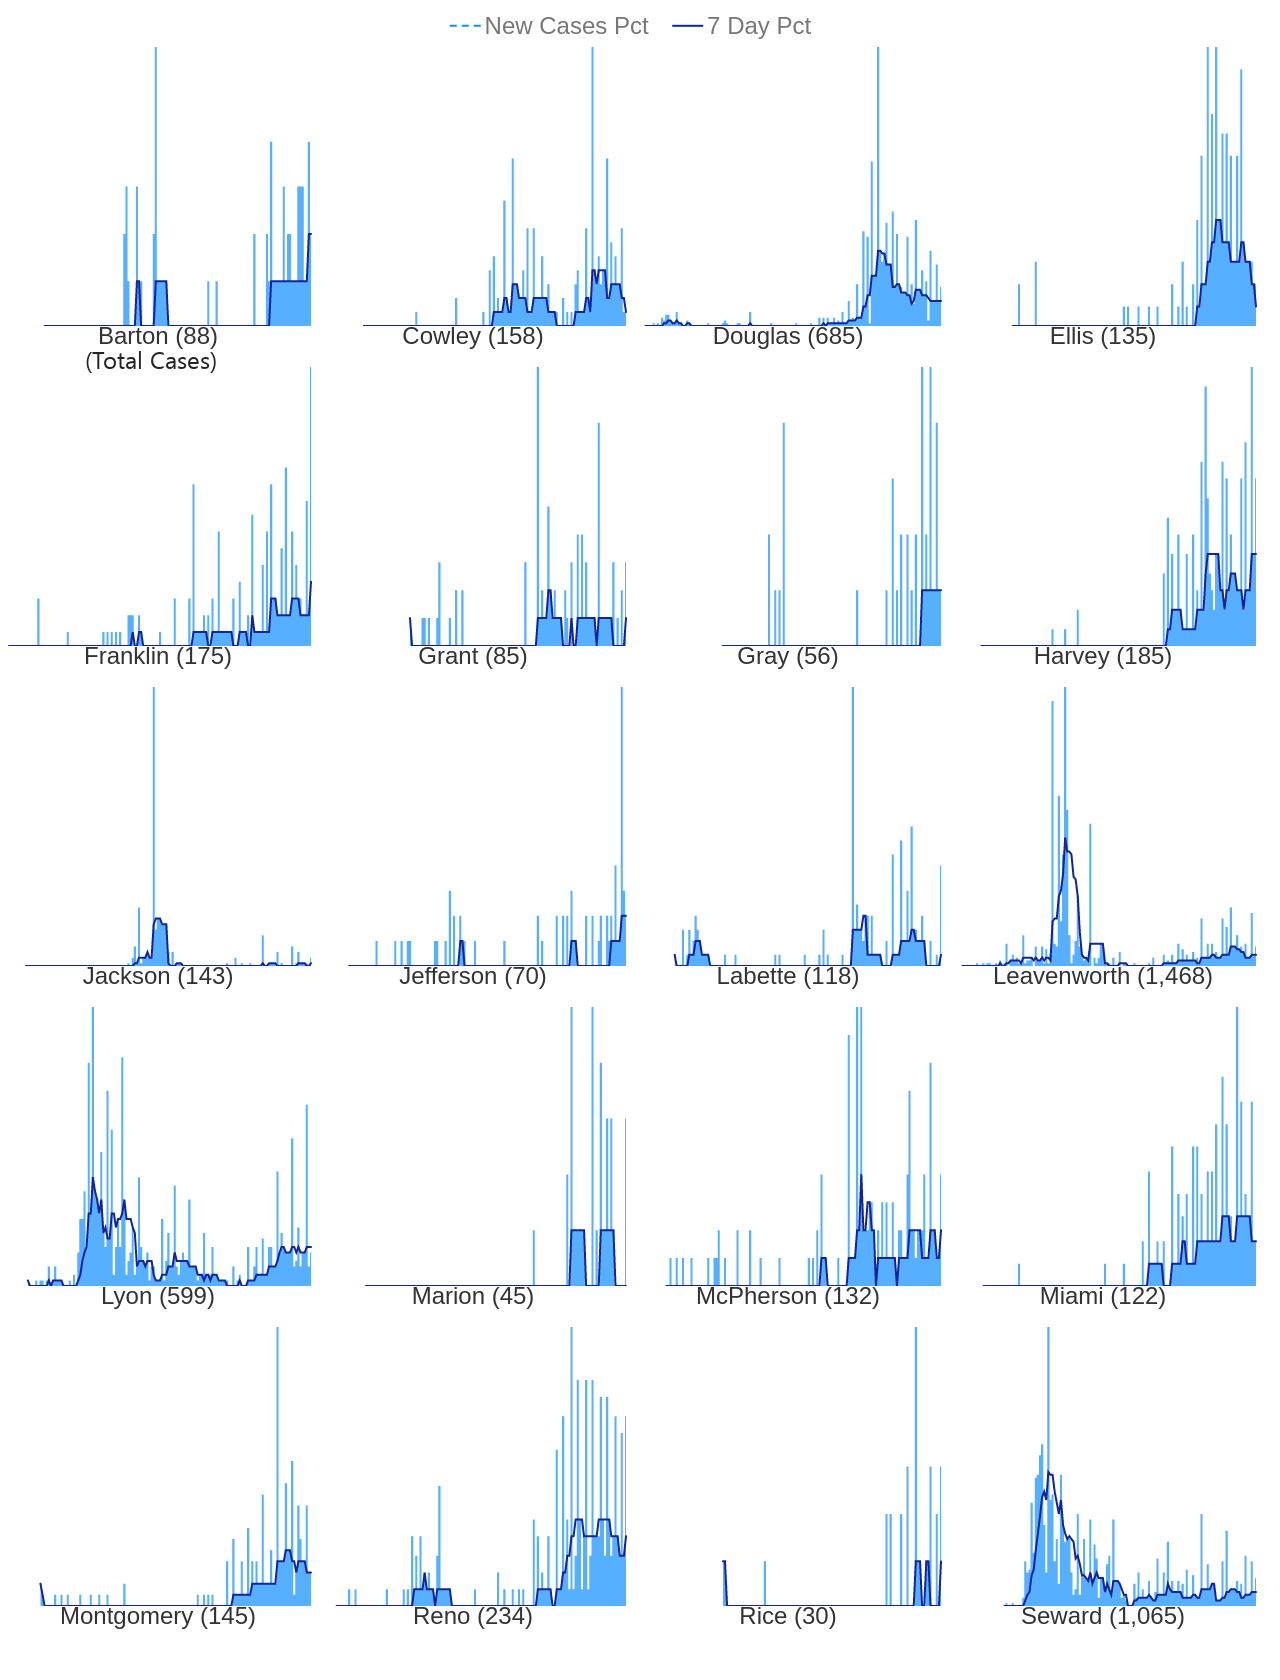 New Cases Pct 7 Day Pct
Barton (88) Cowley (158) Douglas (685) Ellis (135)
(Total Cases)
Franklin (175) Grant (85) Gray (56) Harvey (185)
Jackson (143) Jefferson (70) Labette (118) Leavenworth (1,468)
Lyon (599) Marion (45) McPherson (132) Miami (122)
Montgomery (145) Reno (234) Rice (30) Seward (1,065)